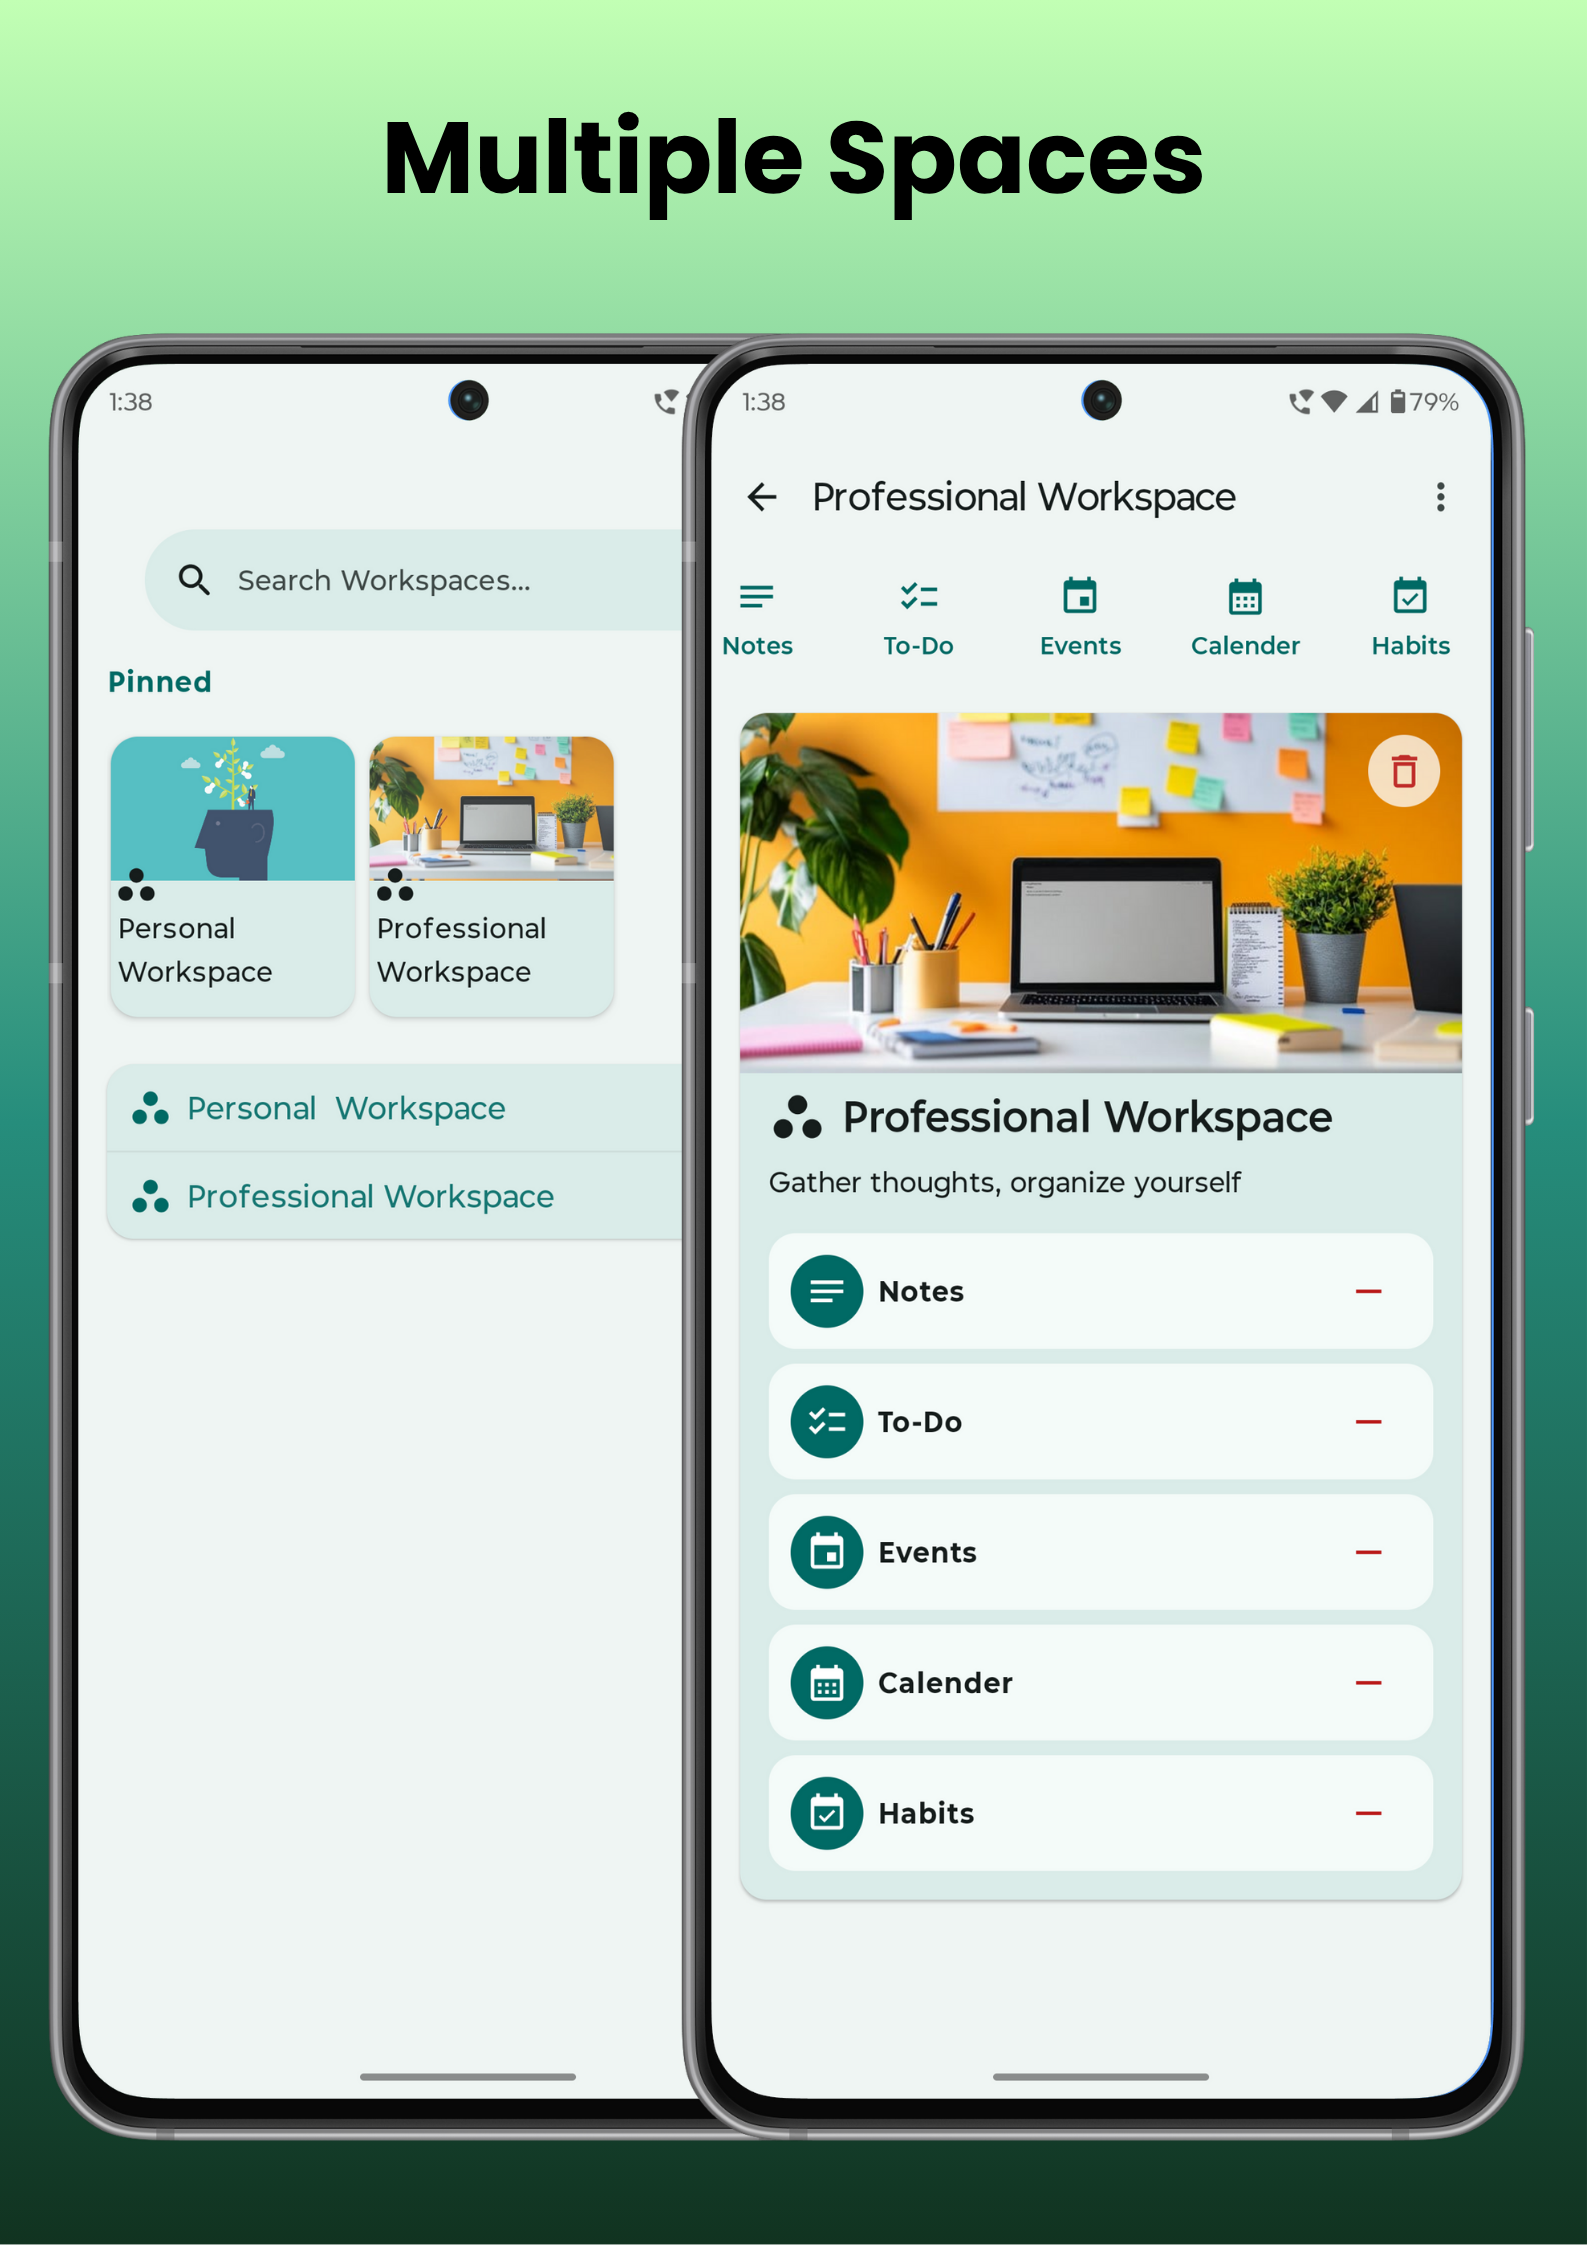 Multiple Spaces
1:38
Search Workspaces...
Pinned
Personal
Workspace
Professional
Workspace
Personal  Workspace
Professional Workspace
1:38
79%
Professional Workspace
Notes
To-Do
Events
Calender
Habits
Professional Workspace
Gather thoughts, organize yourself
Notes
To-Do
Events
Calender
Habits